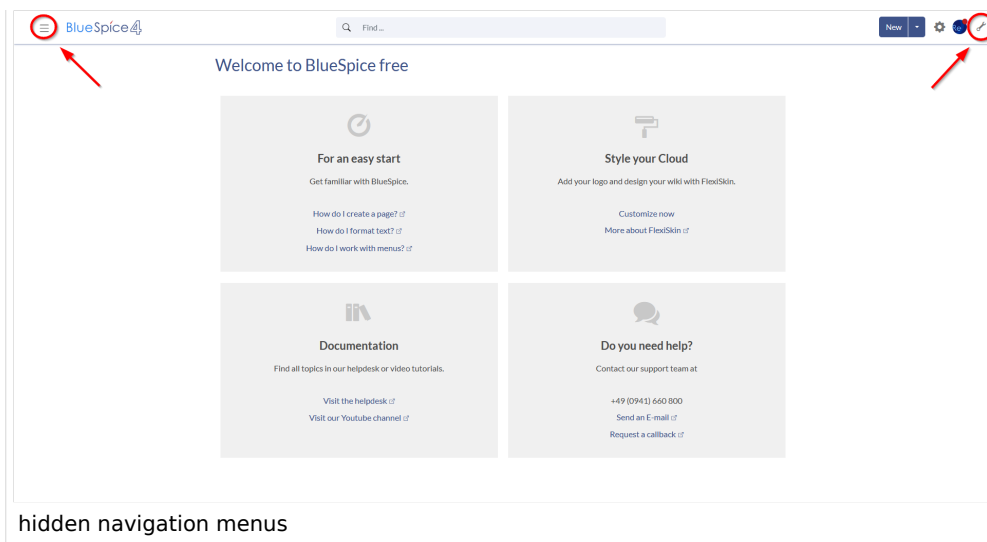 BlueSpice 4
Find ...
New
Welcome to BlueSpice free
For an easy start
Get familiar with BlueSpice.
How do I create a page?
How do I format text?
How do I work with menus?
Style your Cloud
Add your logo and design your wiki with FlexiSkin.
Customize now
More about FlexiSkin
Documentation
Find all topics in our helpdesk or video tutorials.
Visit the helpdesk
Visit our Youtube channel
Do you need help?
Contact our support team at
+49 (0941) 660 800
Send an E-mail
Request a callback
hidden navigation menus